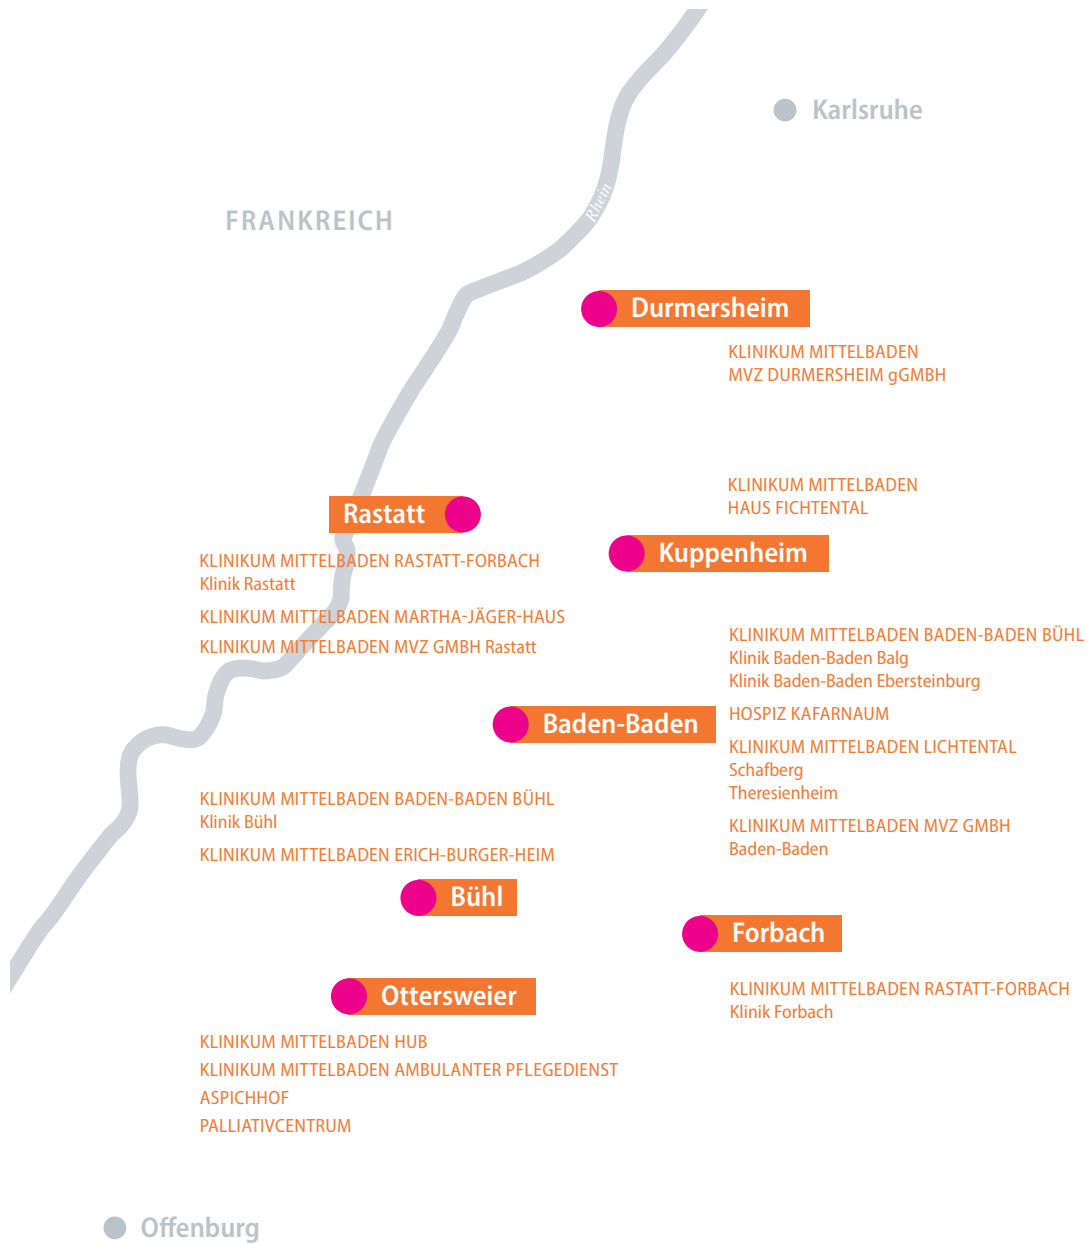 Karlsruhe
FRANKREICH
Rhein
Durmersheim
KLINIKUM MITTELBADEN
MVZ DURMERSHEIM gGMBH
KLINIKUM MITTELBADEN
HAUS FICHTENTAL
Kuppenheim
Rastatt
KLINIKUM MITTELBADEN RASTATT-FORBACH
Klinik Rastatt
KLINIKUM MITTELBADEN MARTHA-JÄGER-HAUS
KLINIKUM MITTELBADEN MVZ GMBH Rastatt
Baden-Baden
KLINIKUM MITTELBADEN BADEN-BADEN BÜHL
Klinik Baden-Baden Balg
Klinik Baden-Baden Ebersteinburg
HOSPIZ KAFARNAUM
KLINIKUM MITTELBADEN LICHTENTAL
Schafberg
Theresienheim
KLINIKUM MITTELBADEN MVZ GMBH
Baden-Baden
KLINIKUM MITTELBADEN BADEN-BADEN BÜHL
Klinik Bühl
KLINIKUM MITTELBADEN ERICH-BURGER-HEIM
Bühl
Forbach
KLINIKUM MITTELBADEN RASTATT-FORBACH
Klinik Forbach
Ottersweier
KLINIKUM MITTELBADEN HUB
KLINIKUM MITTELBADEN AMBULANTER PFLEGEDIENST
ASPICHHOF
PALLIATIVCENTRUM
Offenburg